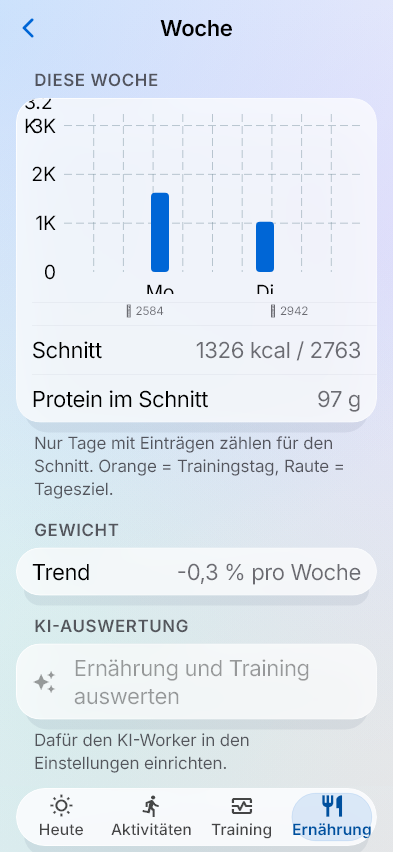 Woche
DIESE WOCHE
3.2
K3K
2K
1K
0
Mo Di
2584 2942
Schnitt 1326 kcal / 2763
Protein im Schnitt 97 g
Nur Tage mit Einträgen zählen für den
Schnitt. Orange = Trainingstag, Raute =
Tagesziel.
GEWICHT
Trend -0,3 % pro Woche
KI-AUSWERTUNG
Ernährung und Training
auswerten
Dafür den KI-Worker in den
Einstellungen einrichten.
Heute Aktivitäten Training Ernährung